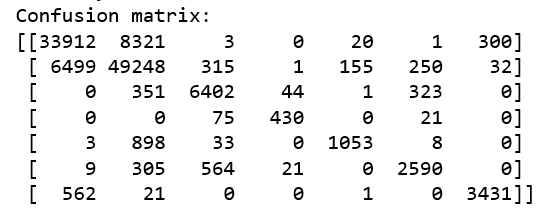 Confusion matrix:
[[33912 8321 3 0 20 1 300]
[ 6499 49248 315 1 155 250 32]
[ 0 351 6402 44 1 323 0]
[ 0 0 75 430 0 21 0]
[ 3 898 33 0 1053 8 0]
[ 9 305 564 21 0 2590 0]
[ 562 21 0 0 1 0 3431]]